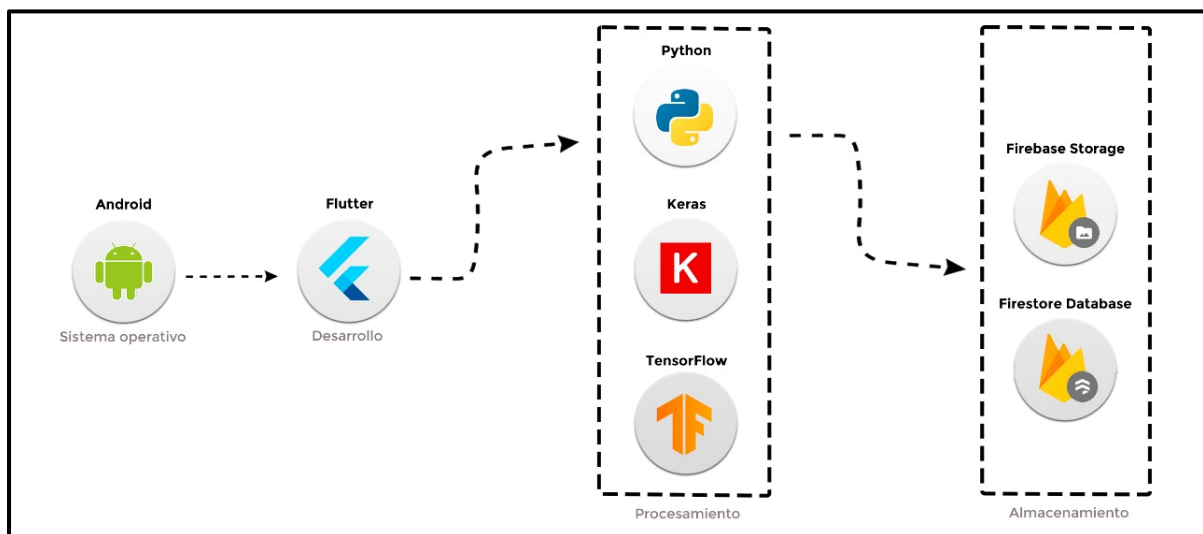 Android
Sistema operativo
Flutter
Desarrollo
Python
Keras
K
TensorFlow
Procesamiento
Firebase Storage
Firestore Database
Almacenamiento